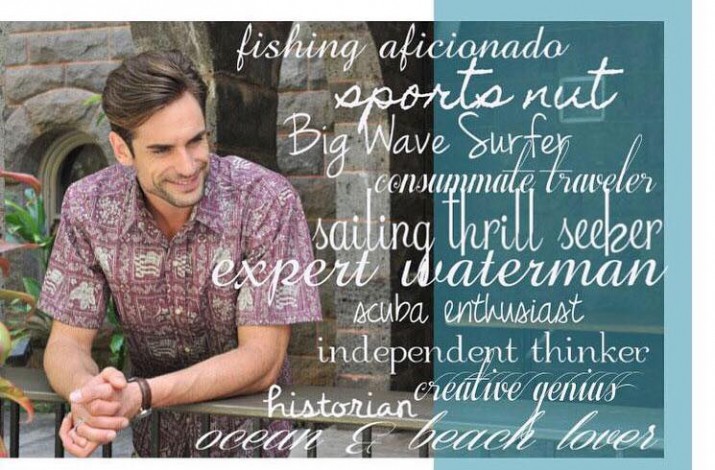 fishing aficionado
sports nut
Big Wave Surfer
consummate traveler
sailing thrill seeker
expert waterman
scuba enthusiast
independent thinker
creative genius
historian
ocean & beach lover